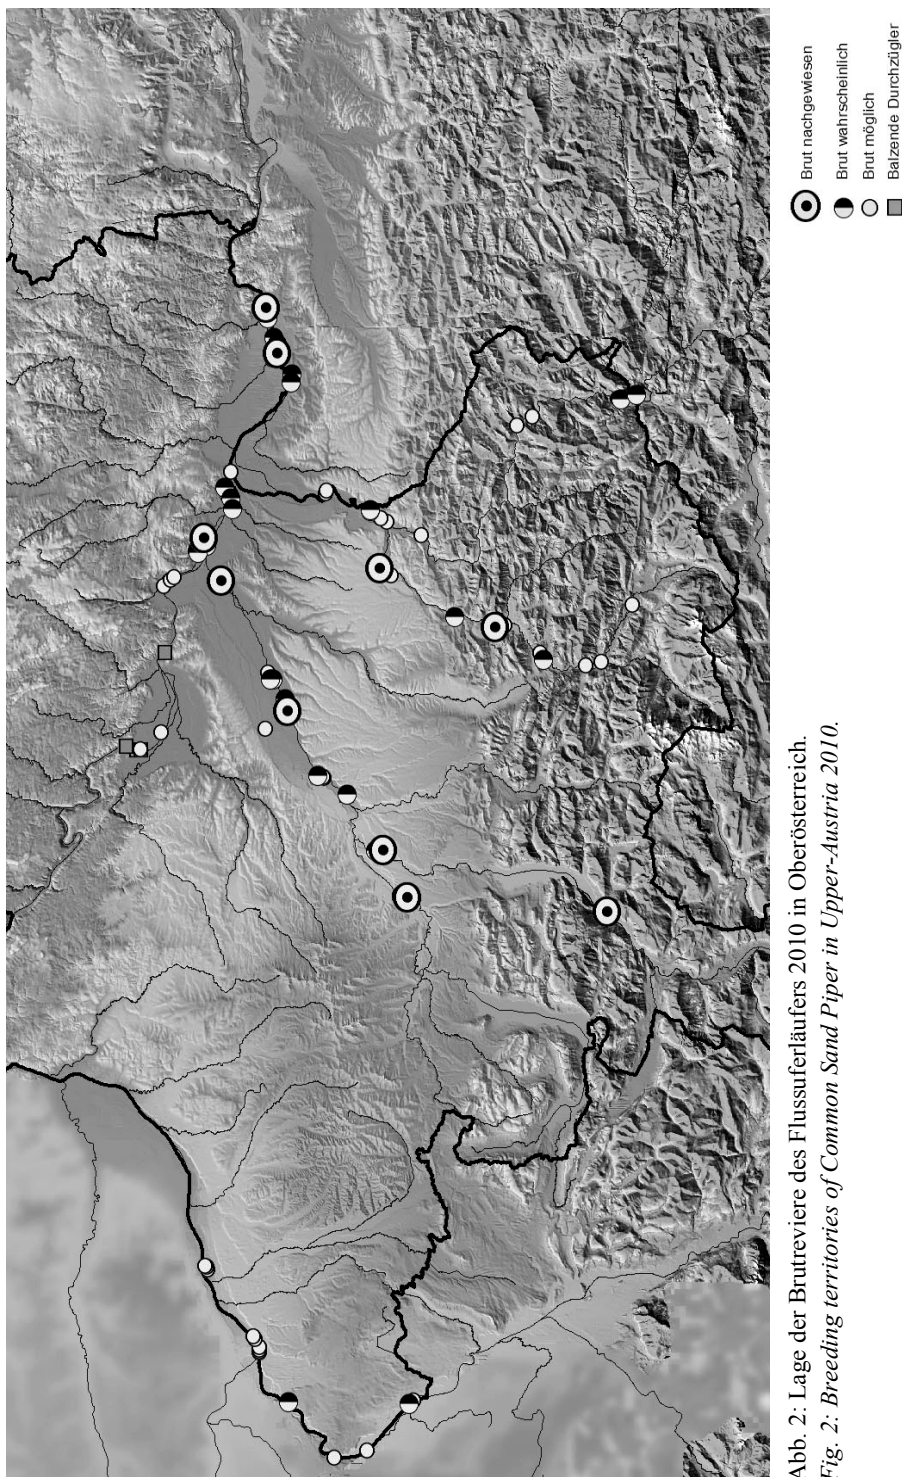 Brut nachgewiesen
Brut wahrscheinlich
Brut möglich
Balzende Durchzügler
Abb. 2: Lage der Brutreviere des Flussuferläufers 2010 in Oberösterreich.
Fig. 2: Breeding territories of Common Sand Piper in Upper-Austria 2010.